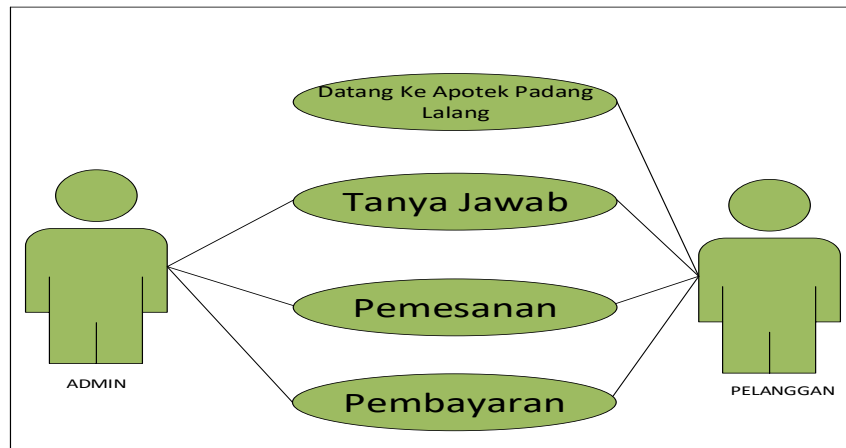 Datang Ke Apotek Padang
Lalang
Tanya Jawab
Pemesanan
Pembayaran
ADMIN
PELANGGAN